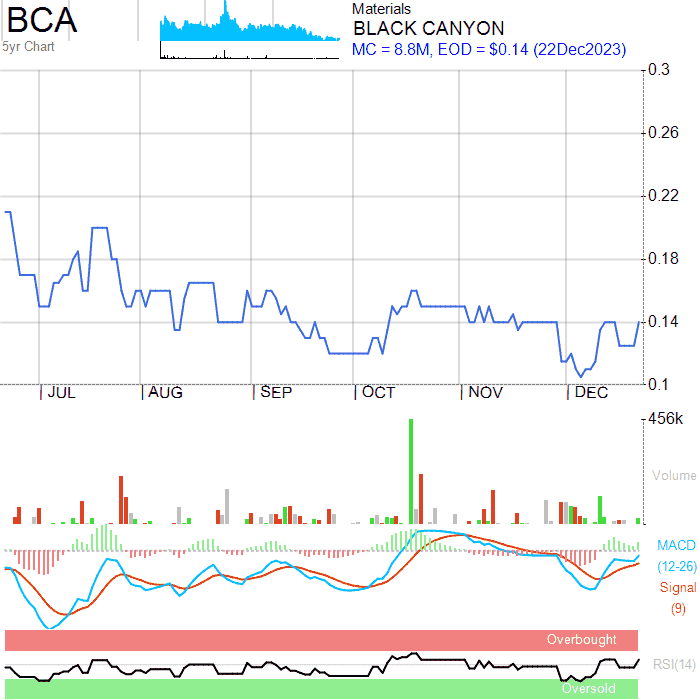 BCA
5yr Chart
Materials
BLACK CANYON
MC = 8.8M, EOD = $0.14 (22Dec2023)
0.3
0.26
0.22
0.18
0.14
0.1
JUL AUG SEP OCT NOV DEC
456k
Volume
MACD
(12-26)
Signal
(9)
Overbought
RSI(14)
Oversold